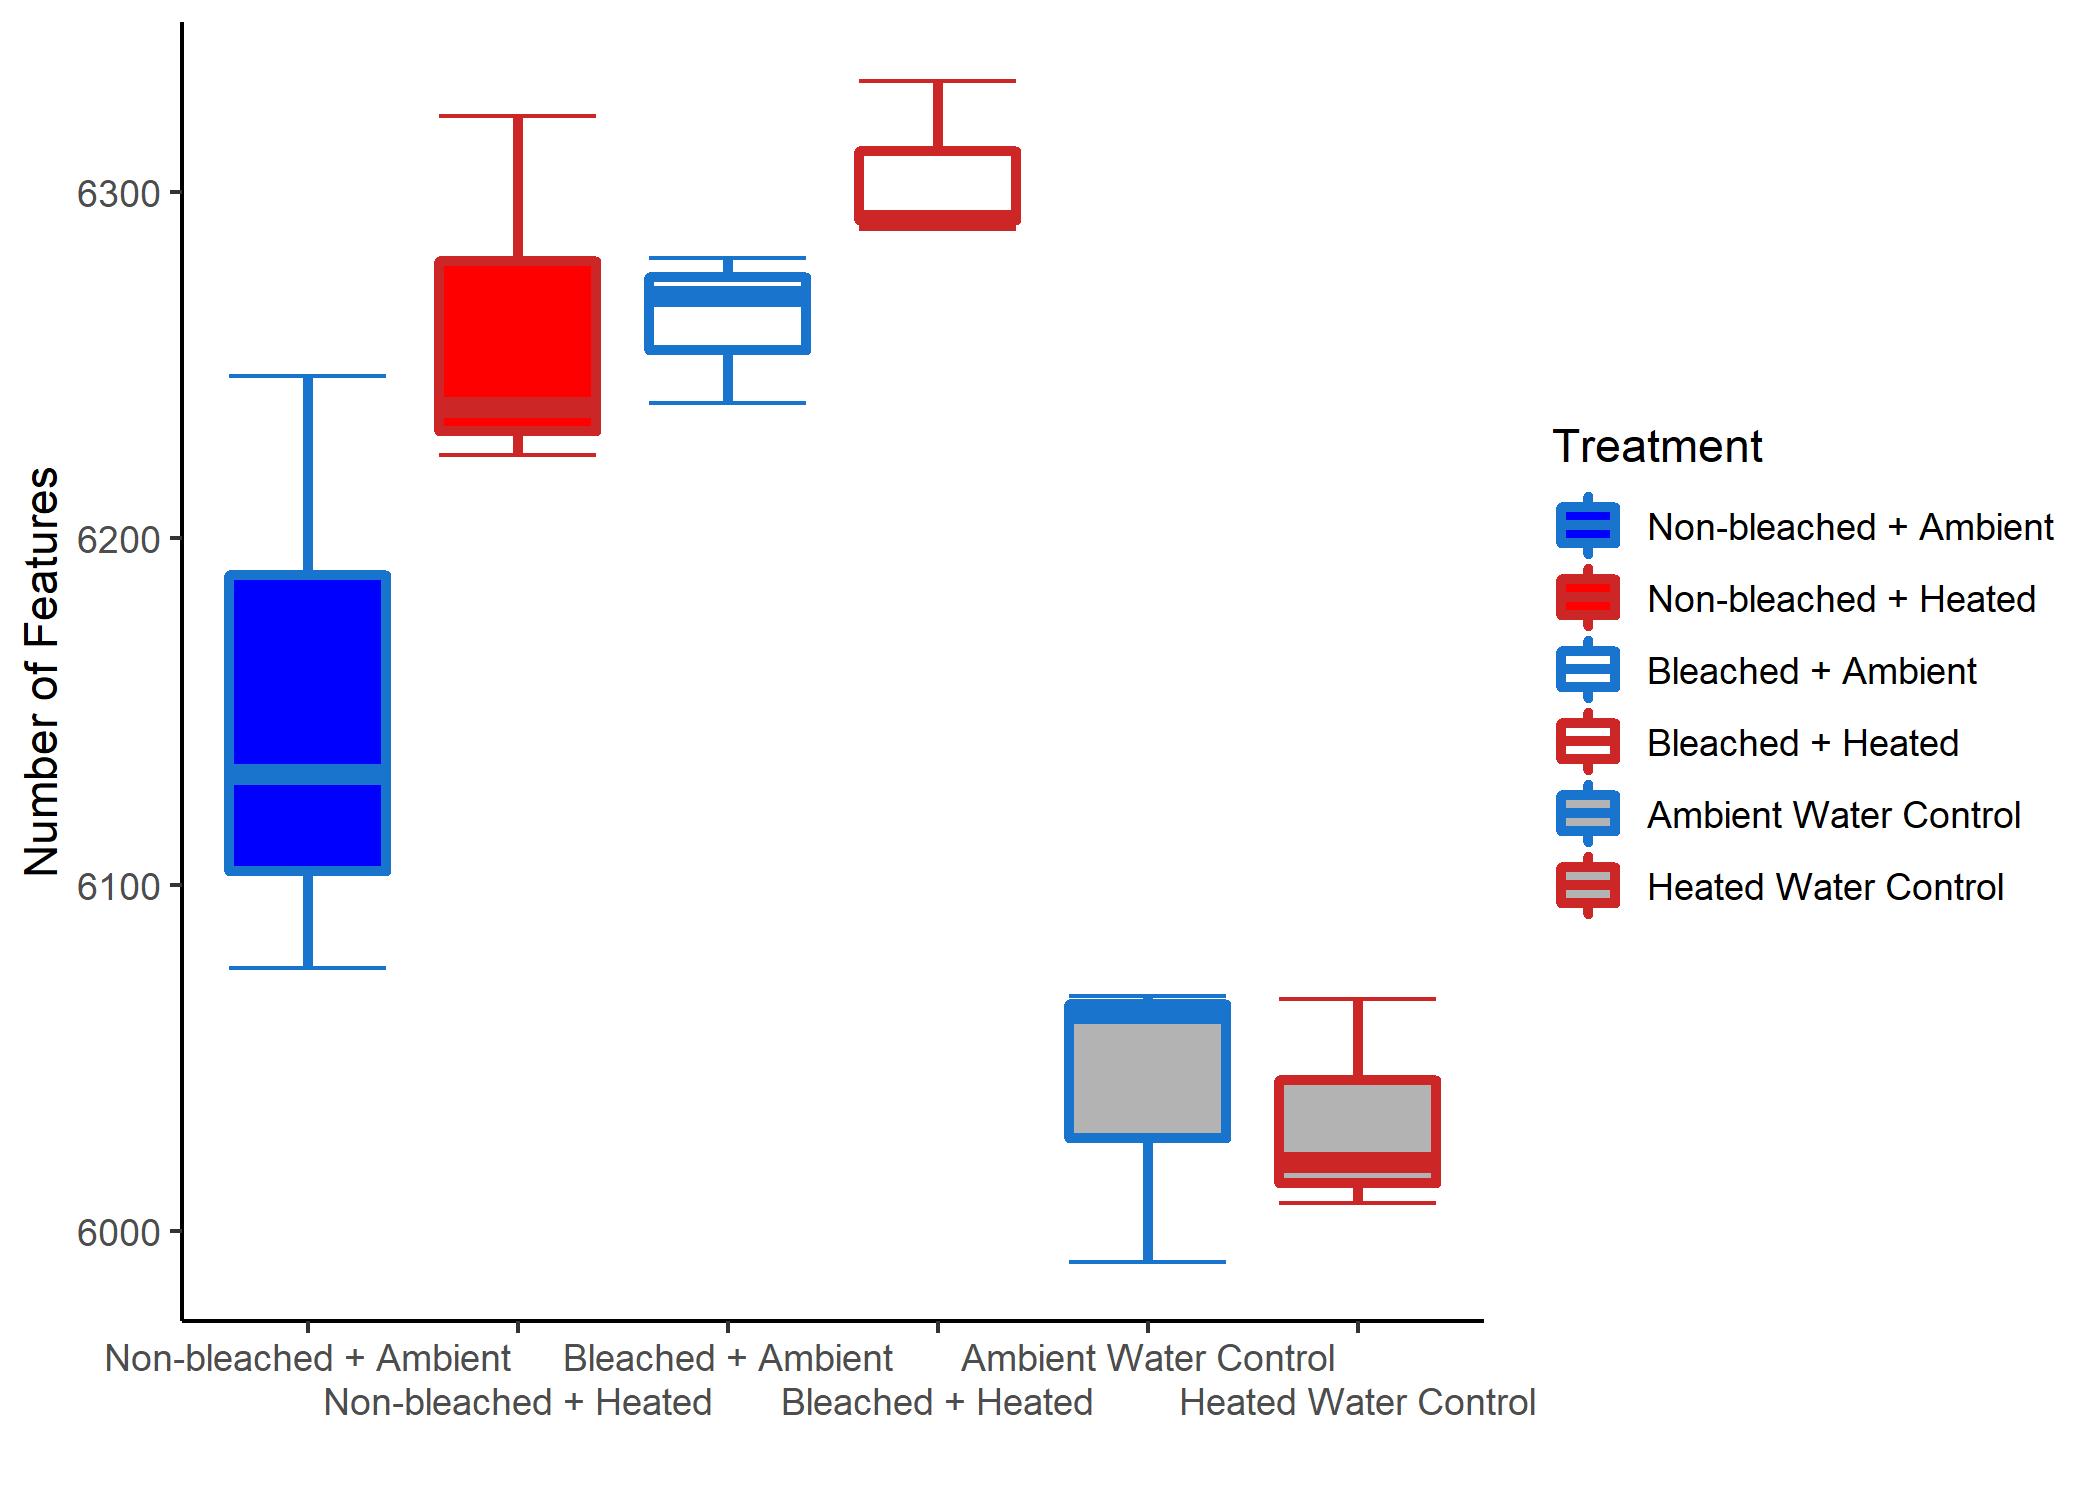 Number of Features
6300
6200
6100
6000
Non-bleached + Ambient
Non-bleached + Heated
Bleached + Ambient
Bleached + Heated
Ambient Water Control
Heated Water Control
Treatment
Non-bleached + Ambient
Non-bleached + Heated
Bleached + Ambient
Bleached + Heated
Ambient Water Control
Heated Water Control